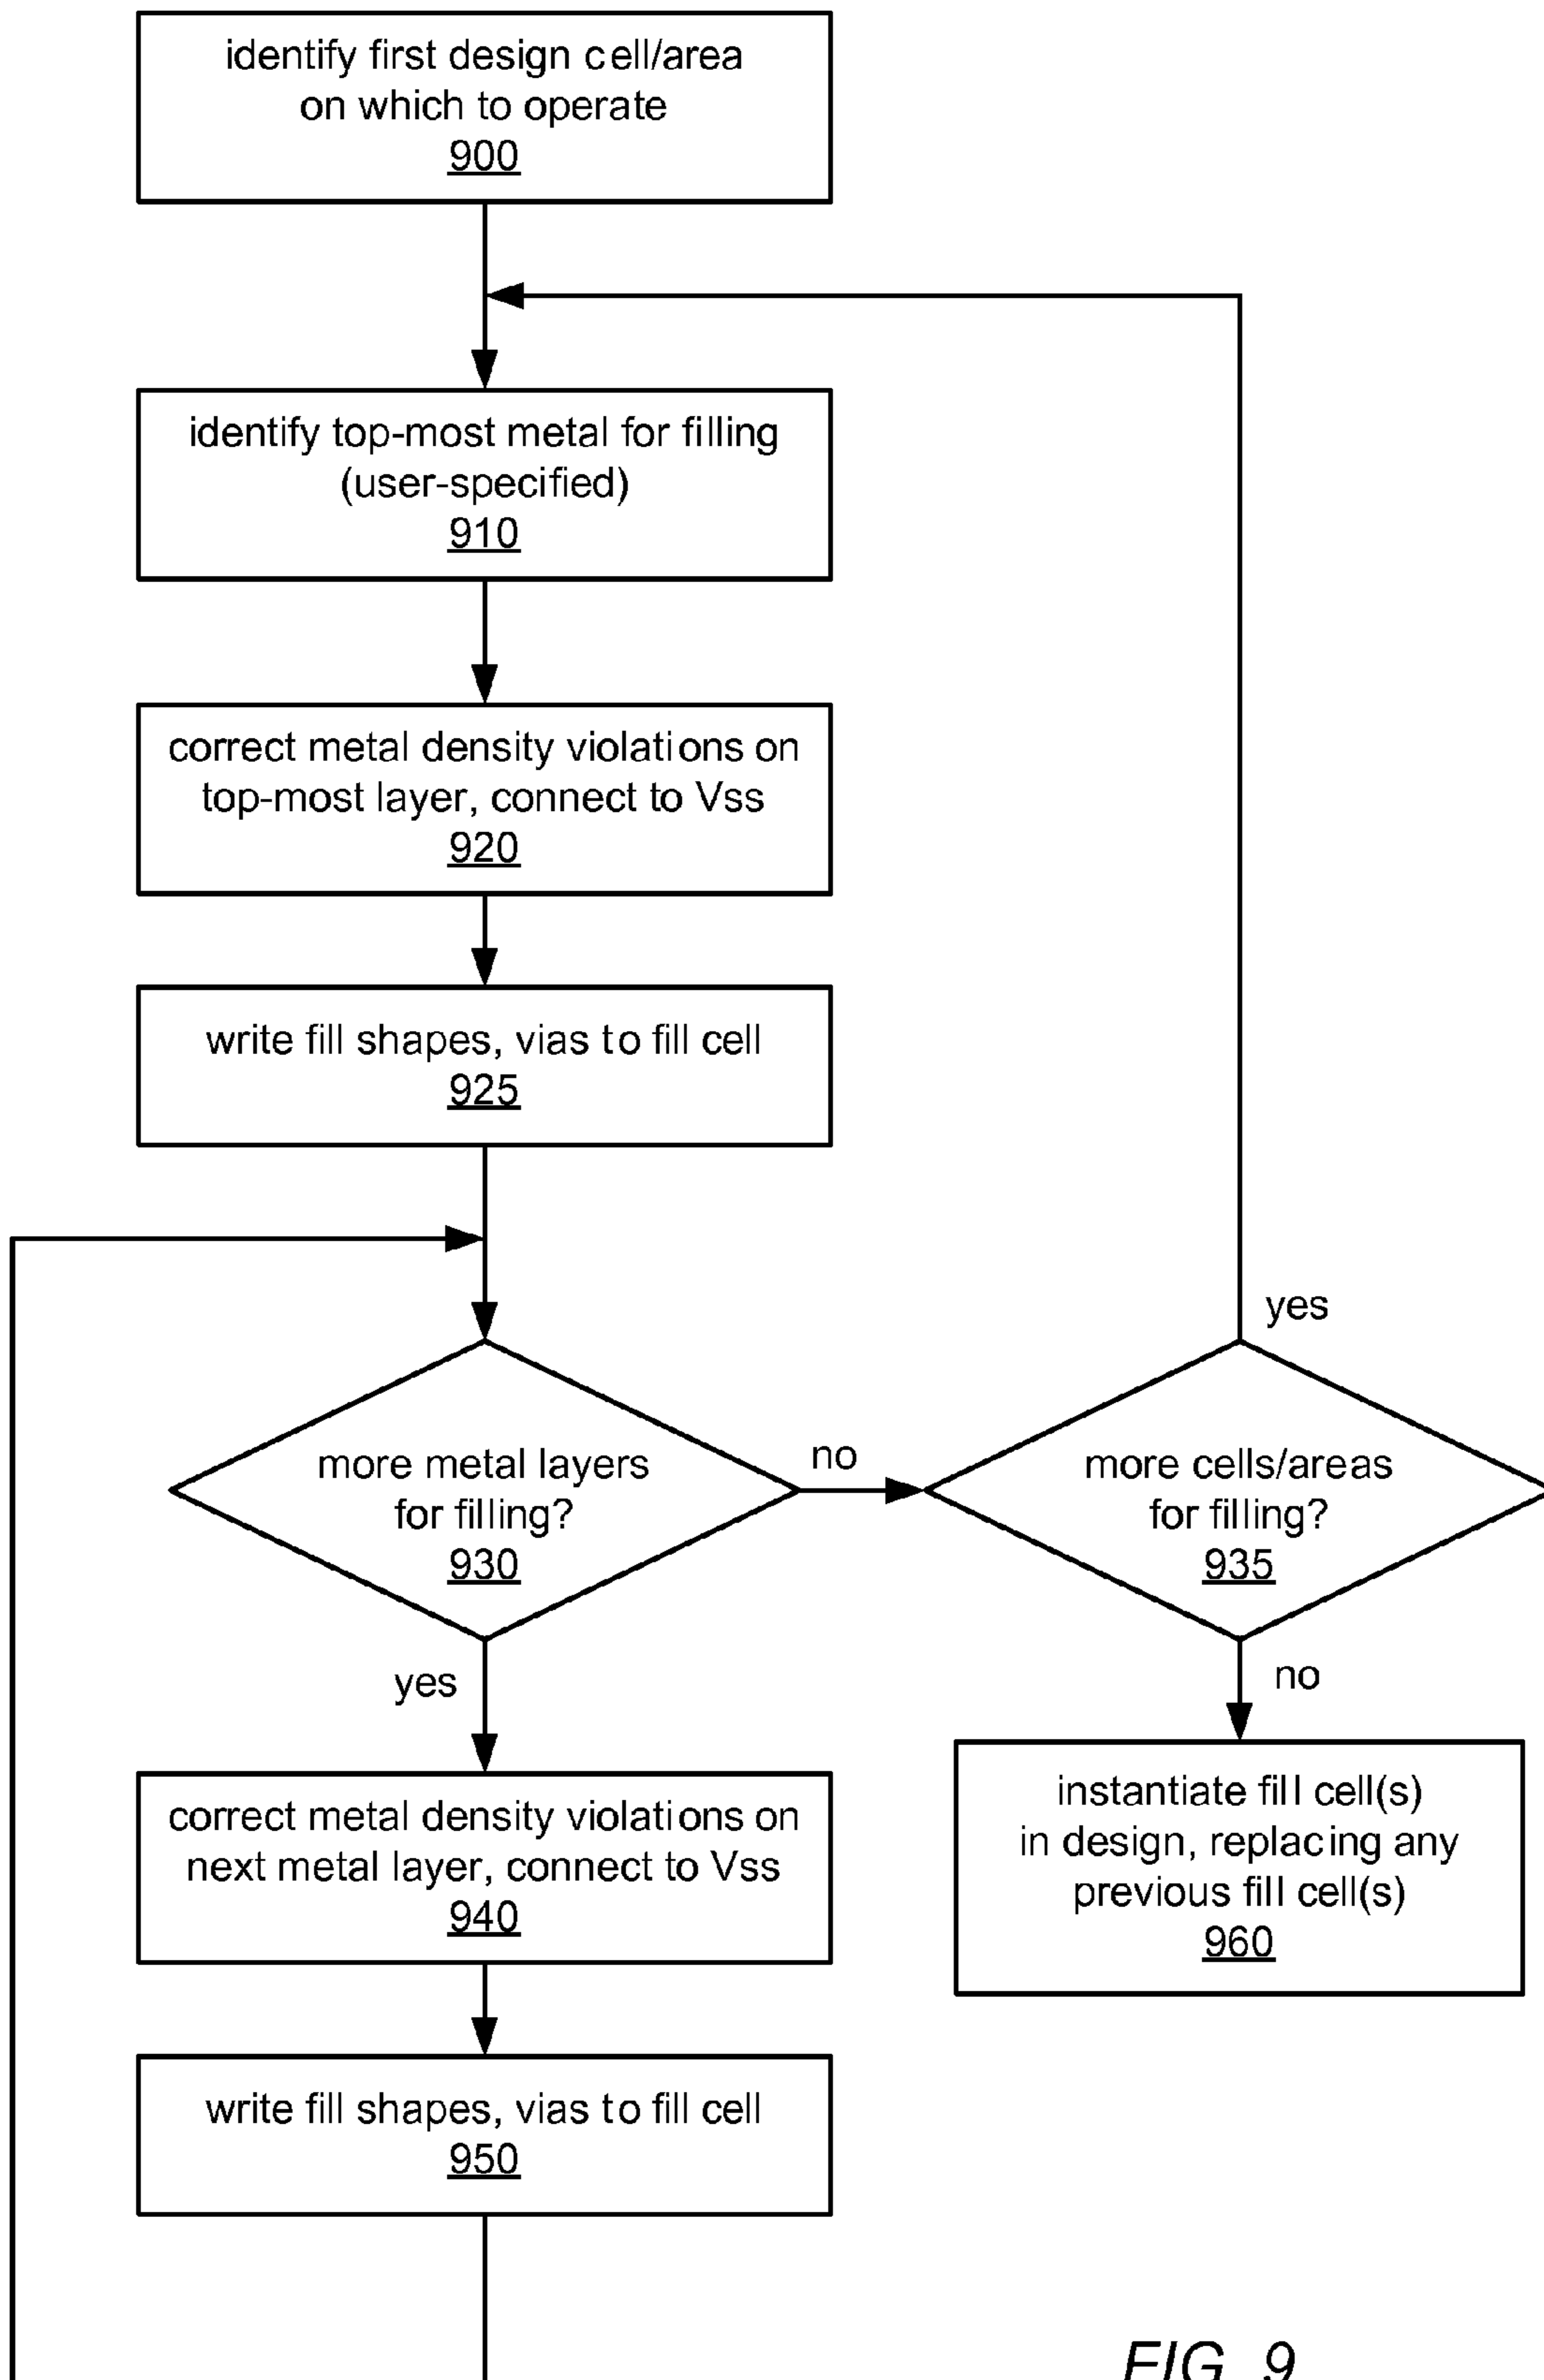 identify first design cell/area
on which to operate
900
identify top-most metal for filling
(user-specified)
910
correct metal density violations on
top-most layer, connect to Vss
920
write fill shapes, vias to fill cell
925
yes
more metal layers
for filling?
930
no
more cells/areas
for filling?
935
yes
no
correct metal density violations on
next metal layer, connect to Vss
940
instantiate fill cell(s)
in design, replacing any
previous fill cell(s)
960
write fill shapes, vias to fill cell
950
FIG. 9